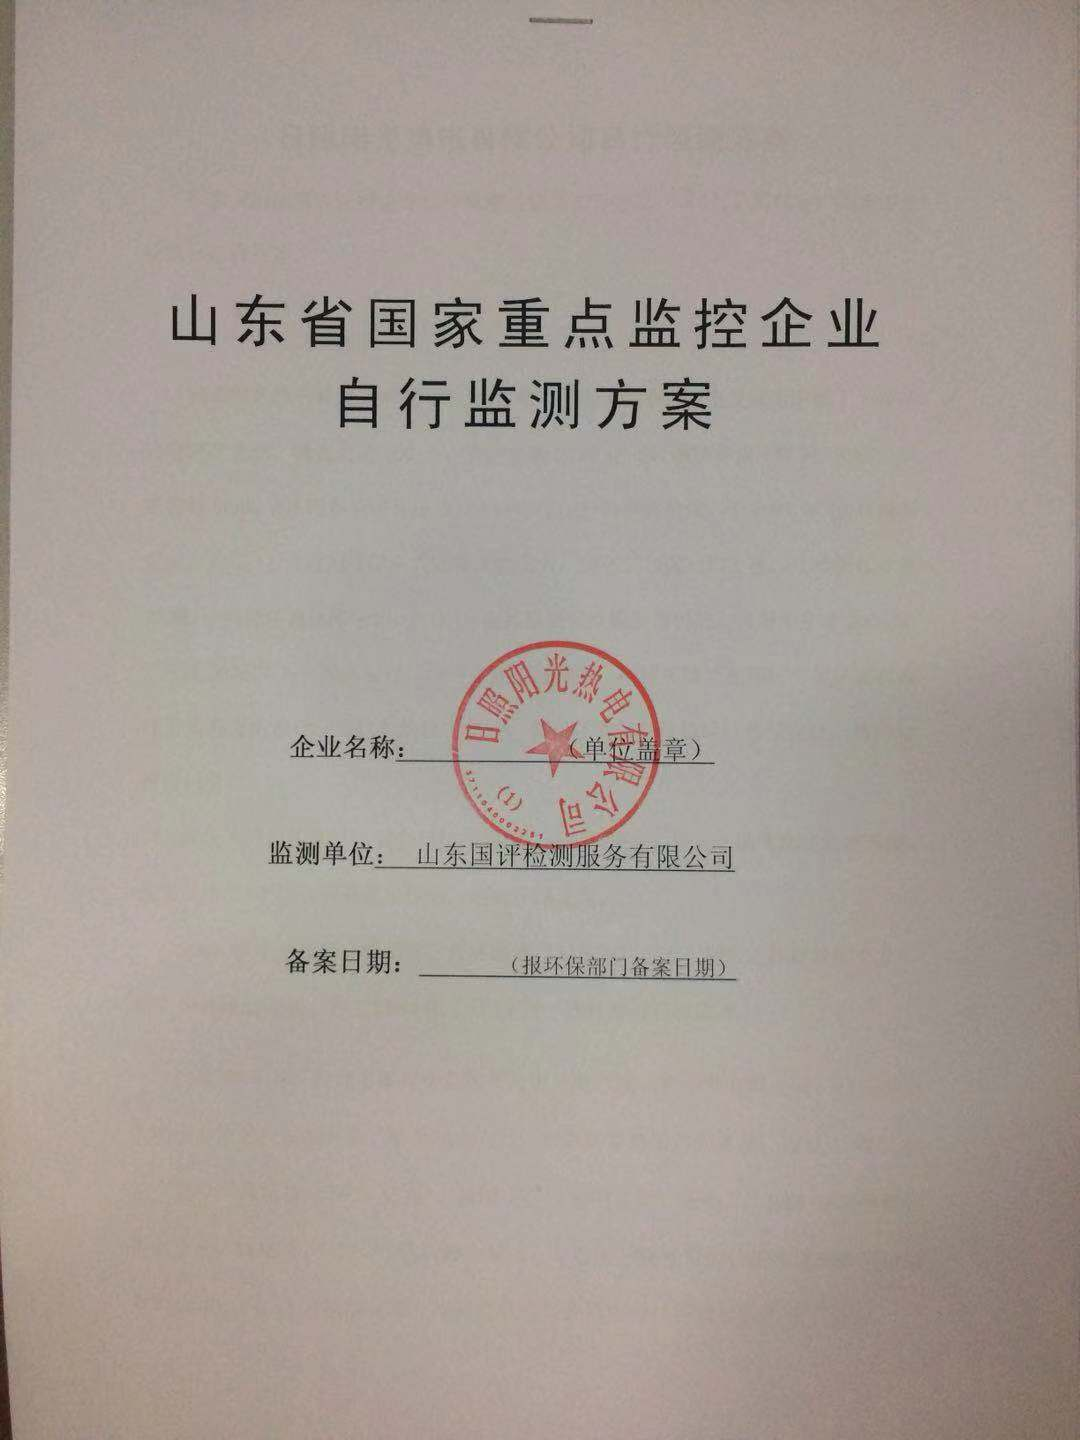 山东省国家重点监控企业
自行监测方案
日照阳光热电有限公司
(1)
企业名称：（单位盖章）
监测单位：山东国评检测服务有限公司
备案日期：（报环保部门备案日期）